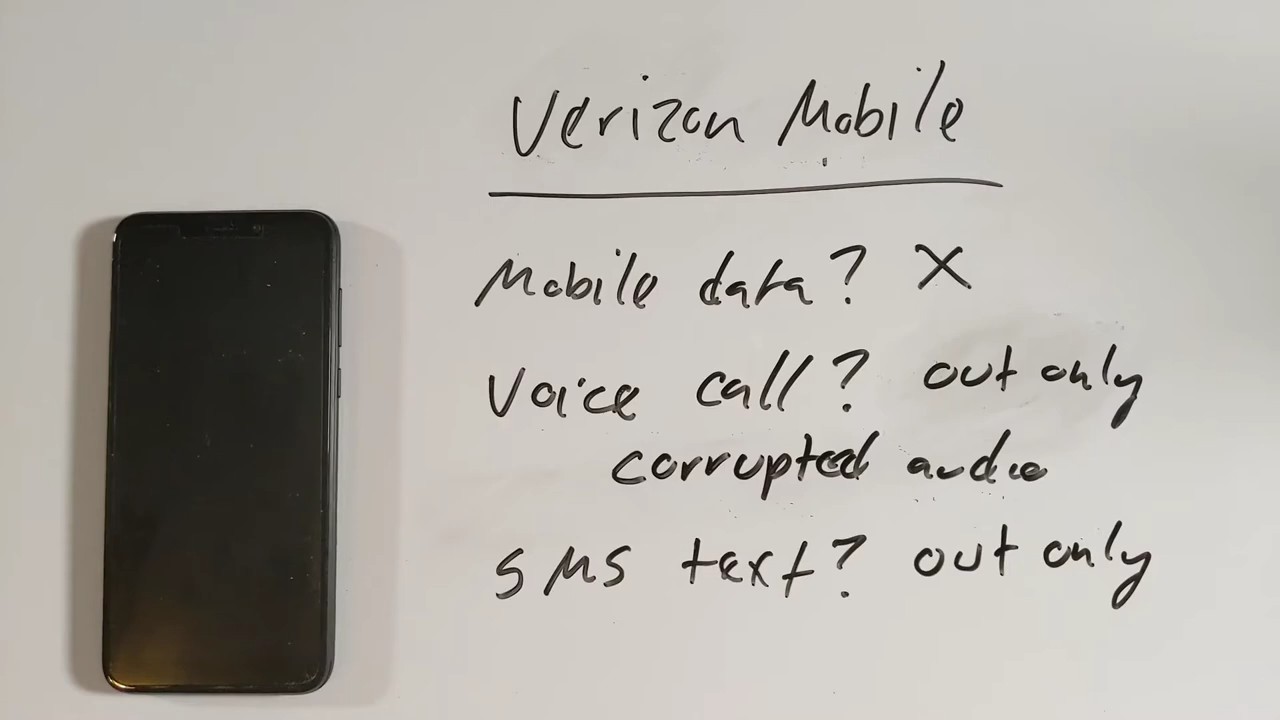 Verizon Mobile
Mobile data? X
Voice call? out only
corrupted audio
SMS text? out only